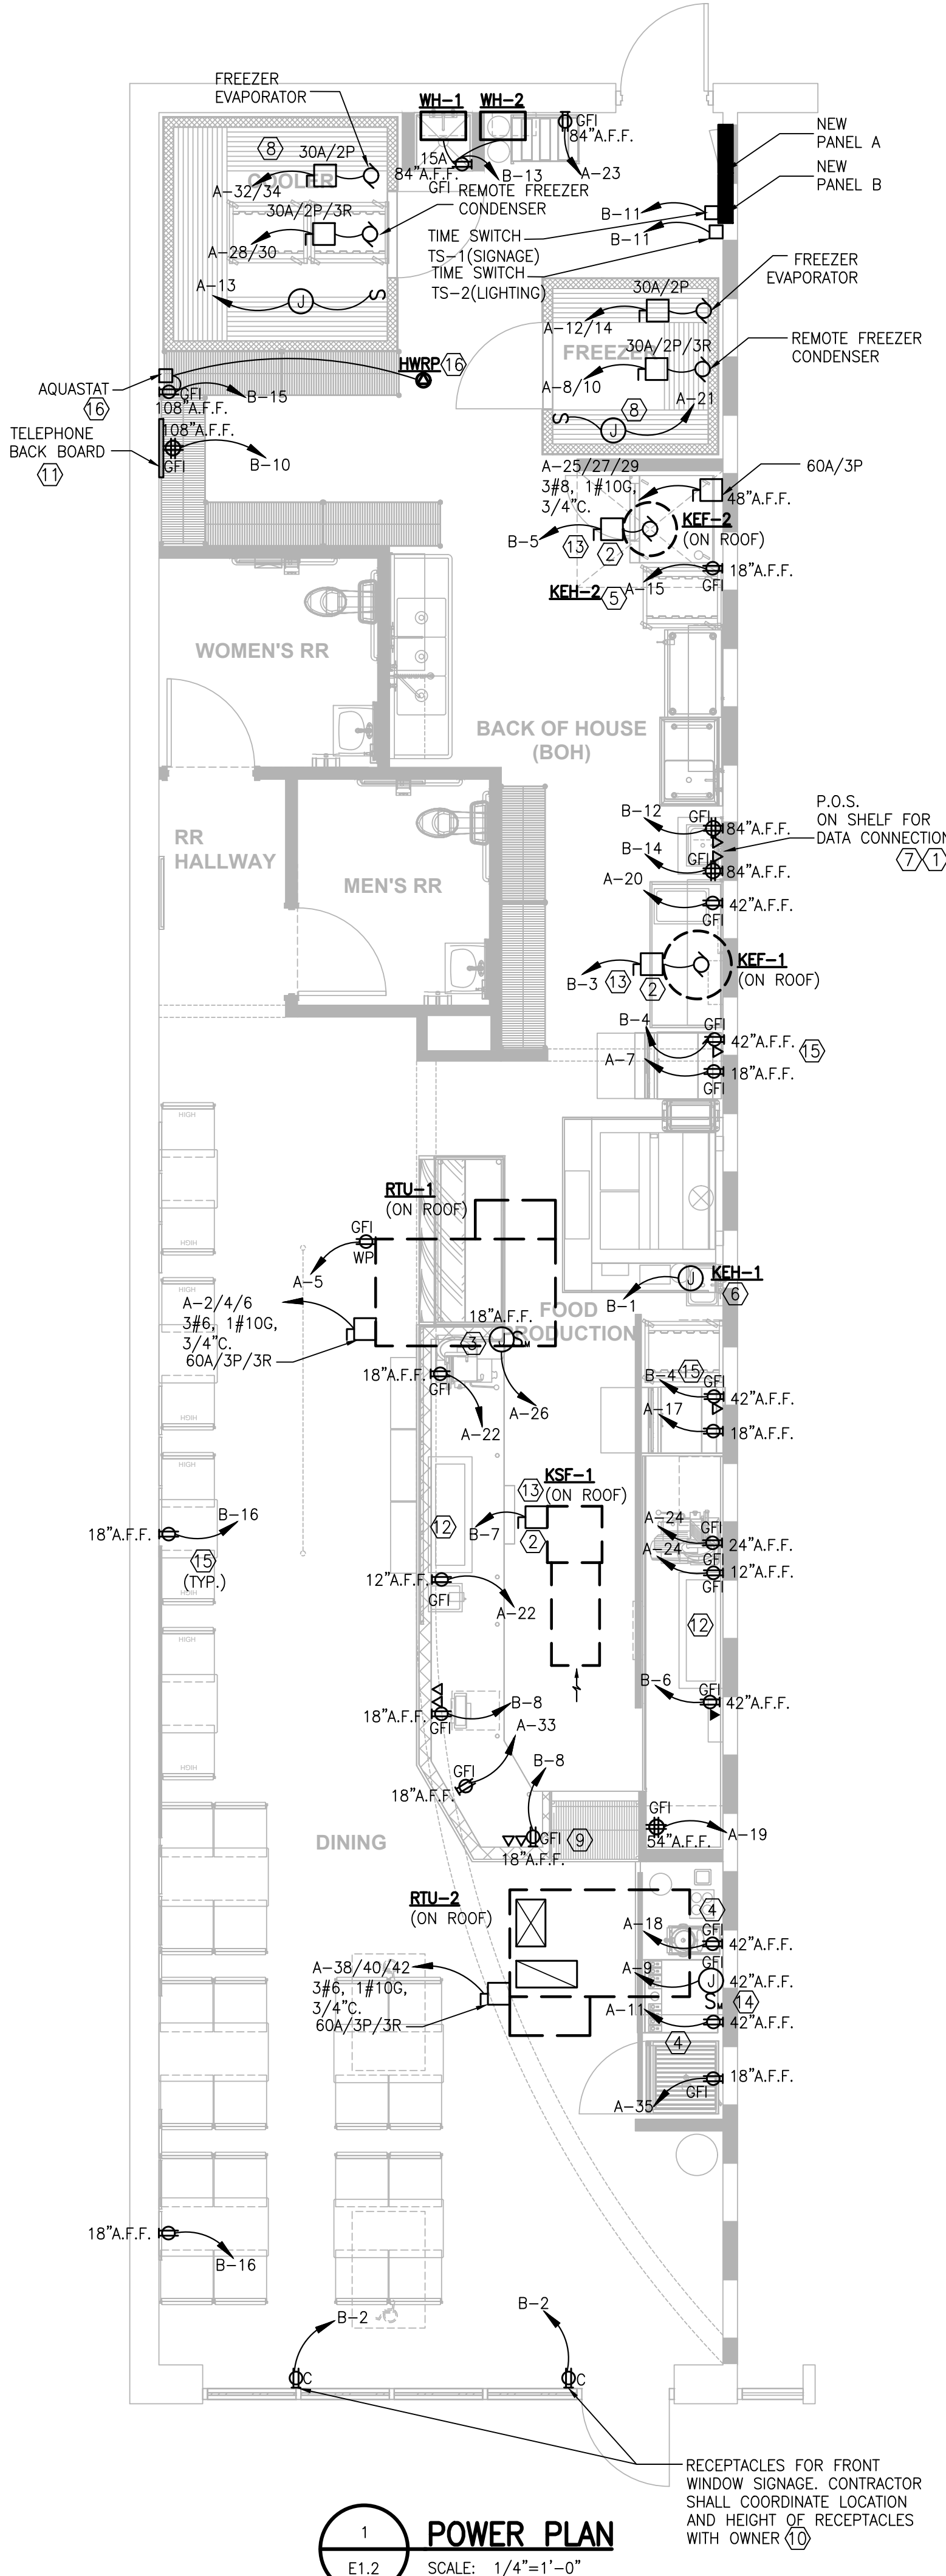 FREEZER
EVAPORATOR
WH-1
WH-2
GFI
84"A.F.F.
NEW
PANEL A
NEW
PANEL B
8
30A/2P
COOLER
A-32/34
15A
84"A.F.F.
GFI
B-13
A-23
REMOTE FREEZER
CONDENSER
30A/2P/3R
A-28/30
B-11
B-11
TIME SWITCH
TS-1(SIGNAGE)
TIME SWITCH
TS-2(LIGHTING)
FREEZER
EVAPORATOR
A-13
J
S
30A/2P
A-12/14
30A/2P/3R
FREEZER
REMOTE FREEZER
CONDENSER
A-8/10
A-21
8
S
J
HWRP
16
AQUASTAT
16
GFI
108"A.F.F.
B-15
TELEPHONE
BACK BOARD
11
108"A.F.F.
GFI
B-10
A-25/27/29
3#8, 1#10G,
3/4"C.
60A/3P
48"A.F.F.
KEF-2
(ON ROOF)
B-5
13
2
KEH-2
5
A-15
18"A.F.F.
GFI
WOMEN'S RR
BACK OF HOUSE
(BOH)
P.O.S.
ON SHELF FOR
DATA CONNECTION
7
1
B-12
GFI
84"A.F.F.
B-14
GFI
84"A.F.F.
A-20
42"A.F.F.
GFI
RR
HALLWAY
MEN'S RR
KEF-1
(ON ROOF)
B-3
13
2
B-4
GFI
42"A.F.F.
15
A-7
18"A.F.F.
GFI
HIGH
HIGH
RTU-1
(ON ROOF)
GFI
WP
A-5
KEH-1
6
J
B-1
HIGH
A-2/4/6
3#6, 1#10G,
3/4"C.
60A/3P/3R
FOOD
PRODUCTION
18"A.F.F.
3
J
SM
18"A.F.F.
GFI
A-26
A-22
HIGH
15
B-4
GFI
42"A.F.F.
A-17
18"A.F.F.
HIGH
KSF-1
(ON ROOF)
13
B-7
2
18"A.F.F.
B-16
15
(TYP.)
HIGH
12
12"A.F.F.
GFI
A-22
A-24
GFI
24"A.F.F.
A-24
GFI
12"A.F.F.
GFI
12
HIGH
HIGH
B-6
GFI
42"A.F.F.
18"A.F.F.
GFI
B-8
A-33
GFI
18"A.F.F.
B-8
GFI
9
18"A.F.F.
GFI
54"A.F.F.
A-19
DINING
RTU-2
(ON ROOF)
4
A-18
GFI
42"A.F.F.
GFI
A-9
J
42"A.F.F.
SM
14
A-11
42"A.F.F.
4
A-38/40/42
3#6, 1#10G,
3/4"C.
60A/3P/3R
18"A.F.F.
GFI
A-35
18"A.F.F.
B-16
B-2
B-2
C
C
RECEPTACLES FOR FRONT
WINDOW SIGNAGE. CONTRACTOR
SHALL COORDINATE LOCATION
AND HEIGHT OF RECEPTACLES
WITH OWNER 10
1
E1.2
POWER PLAN
SCALE: 1/4"=1'-0"